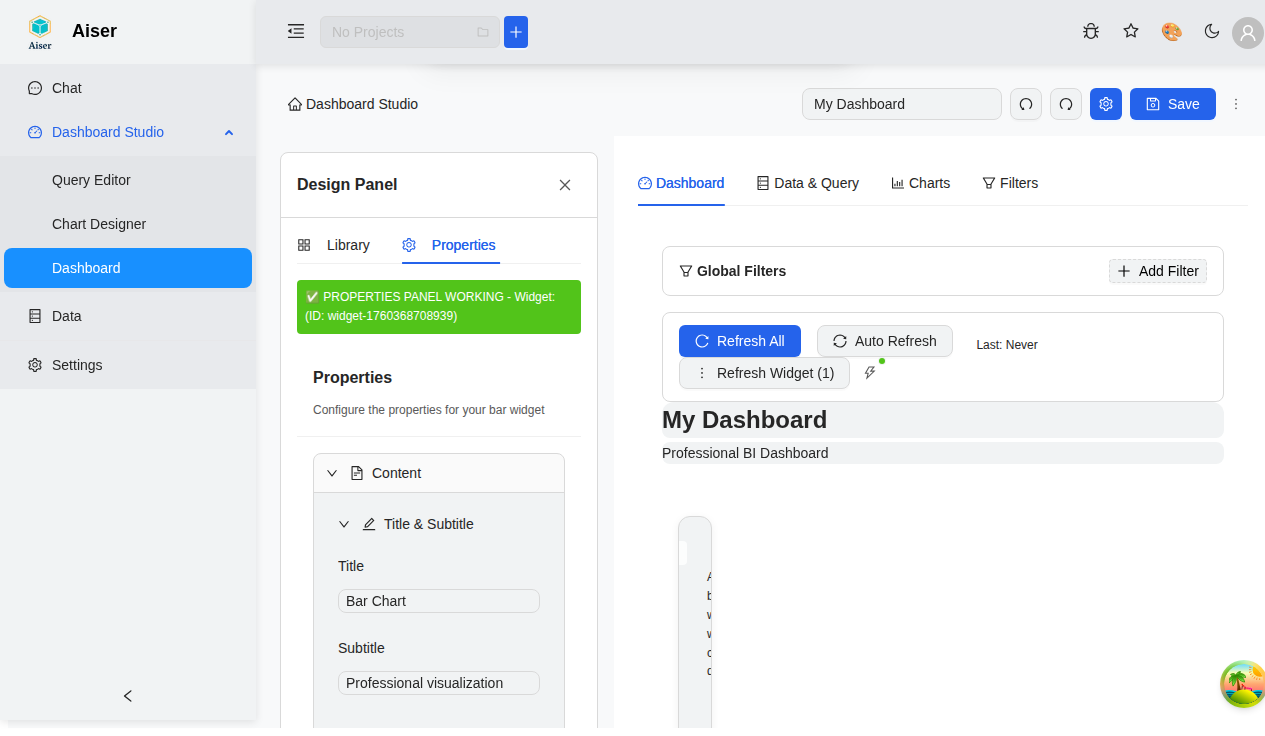 Aiser
Aiser
No Projects
Chat
Dashboard Studio
Query Editor
Chart Designer
Dashboard
Data
Settings
Dashboard Studio
My Dashboard
Save
Design Panel
Library
Properties
✅ PROPERTIES PANEL WORKING - Widget:
(ID: widget-1760368708939)
Properties
Configure the properties for your bar widget
Content
Title & Subtitle
Title
Bar Chart
Subtitle
Professional visualization
Dashboard
Data & Query
Charts
Filters
Global Filters
Add Filter
Refresh All
Auto Refresh
Last: Never
Refresh Widget (1)
My Dashboard
Professional BI Dashboard